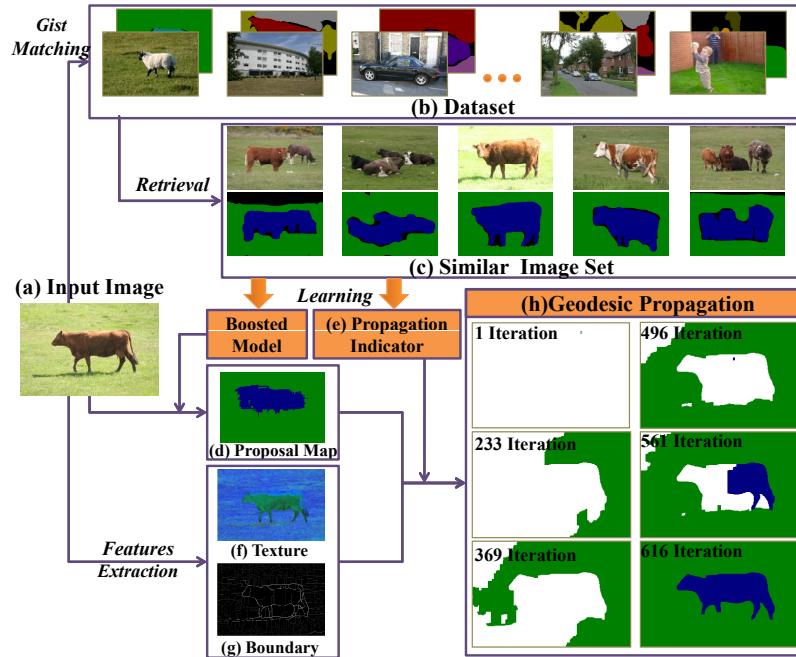 Gist
Matching
(b) Dataset
Retrieval
(c) Similar Image Set
(a) Input Image
Learning
Boosted
Model
(e) Propagation
Indicator
(h)Geodesic Propagation
1 Iteration
496 Iteration
(d) Proposal Map
233 Iteration
561 Iteration
(f) Texture
Features
Extraction
369 Iteration
616 Iteration
(g) Boundary